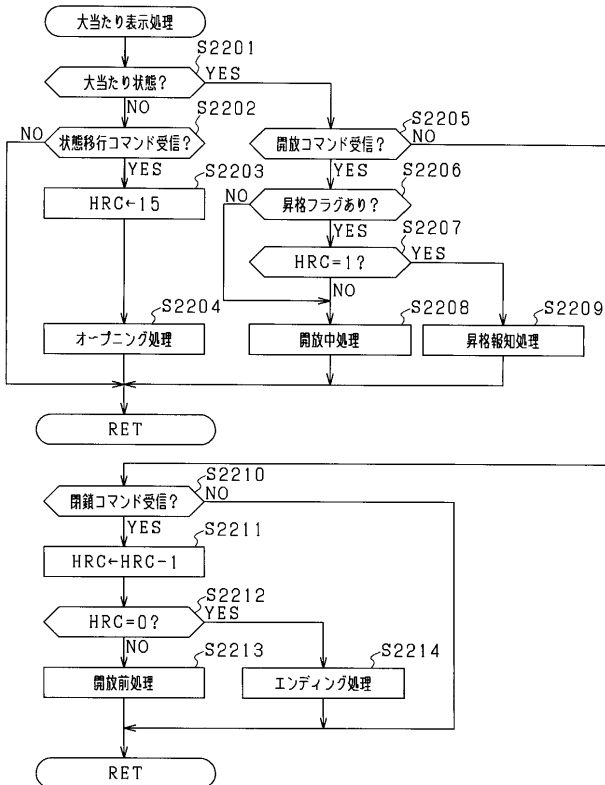 大当たり表示処理
S2201
大当たり状態?
YES
NO
S2202
NO
状態移行コマンド受信?
YES
S2203
HRC←15
S2204
オープニング処理
S2205
開放コマンド受信?
NO
YES
S2206
NO
昇格フラグあり?
YES
S2207
HRC=1?
YES
NO
S2208
開放中処理
S2209
昇格報知処理
RET
S2210
閉鎖コマンド受信?
NO
YES
S2211
HRC←HRC-1
S2212
HRC=0?
YES
NO
S2213
開放前処理
S2214
エンディング処理
RET